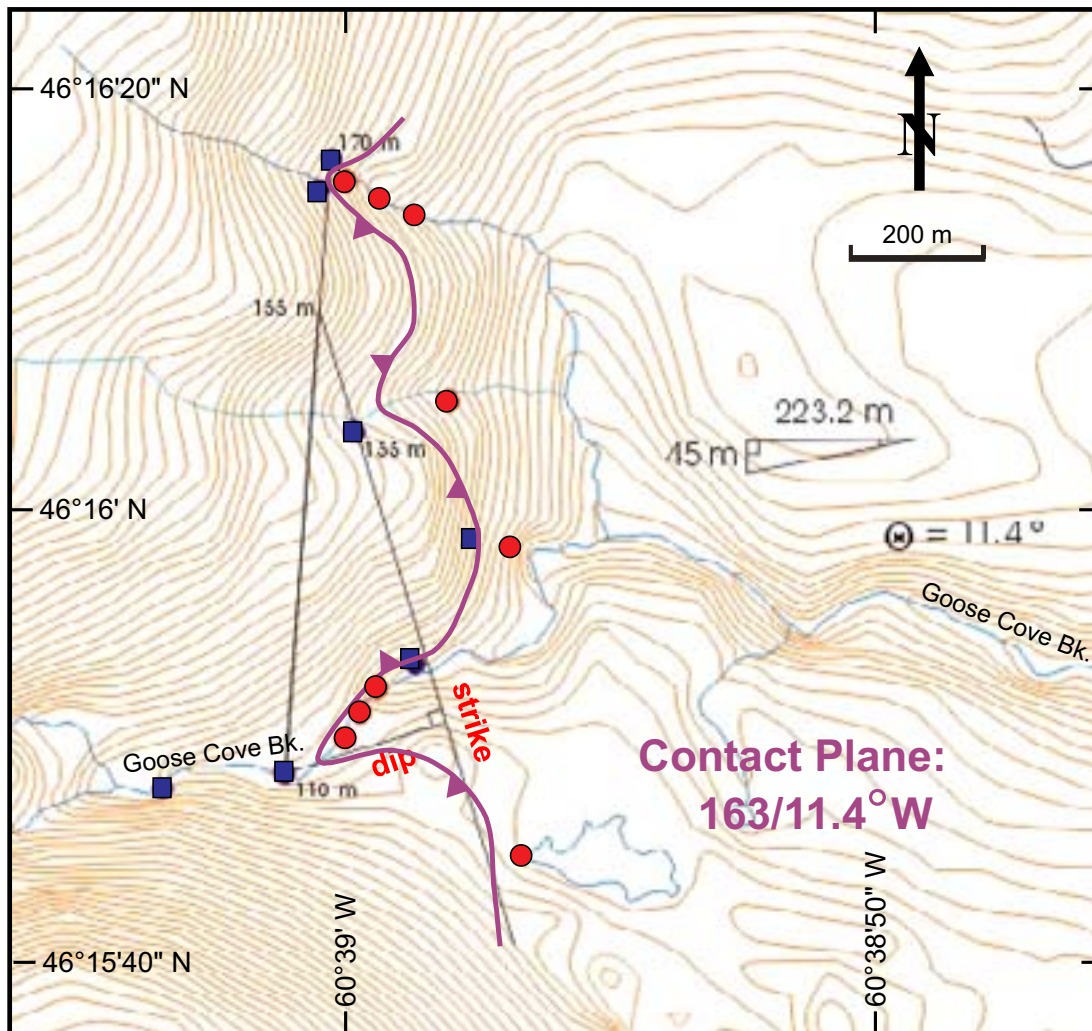 46°16'20" N
170 m
N
200 m
155 m
223.2 m
45 m
155 m
46°16' N
Θ = 11.4°
Goose Cove Bk.
strike
Goose Cove Bk.
dip
110 m
Contact Plane:
163/11.4°W
46°15'40" N
60°39' W
60°38'50" W